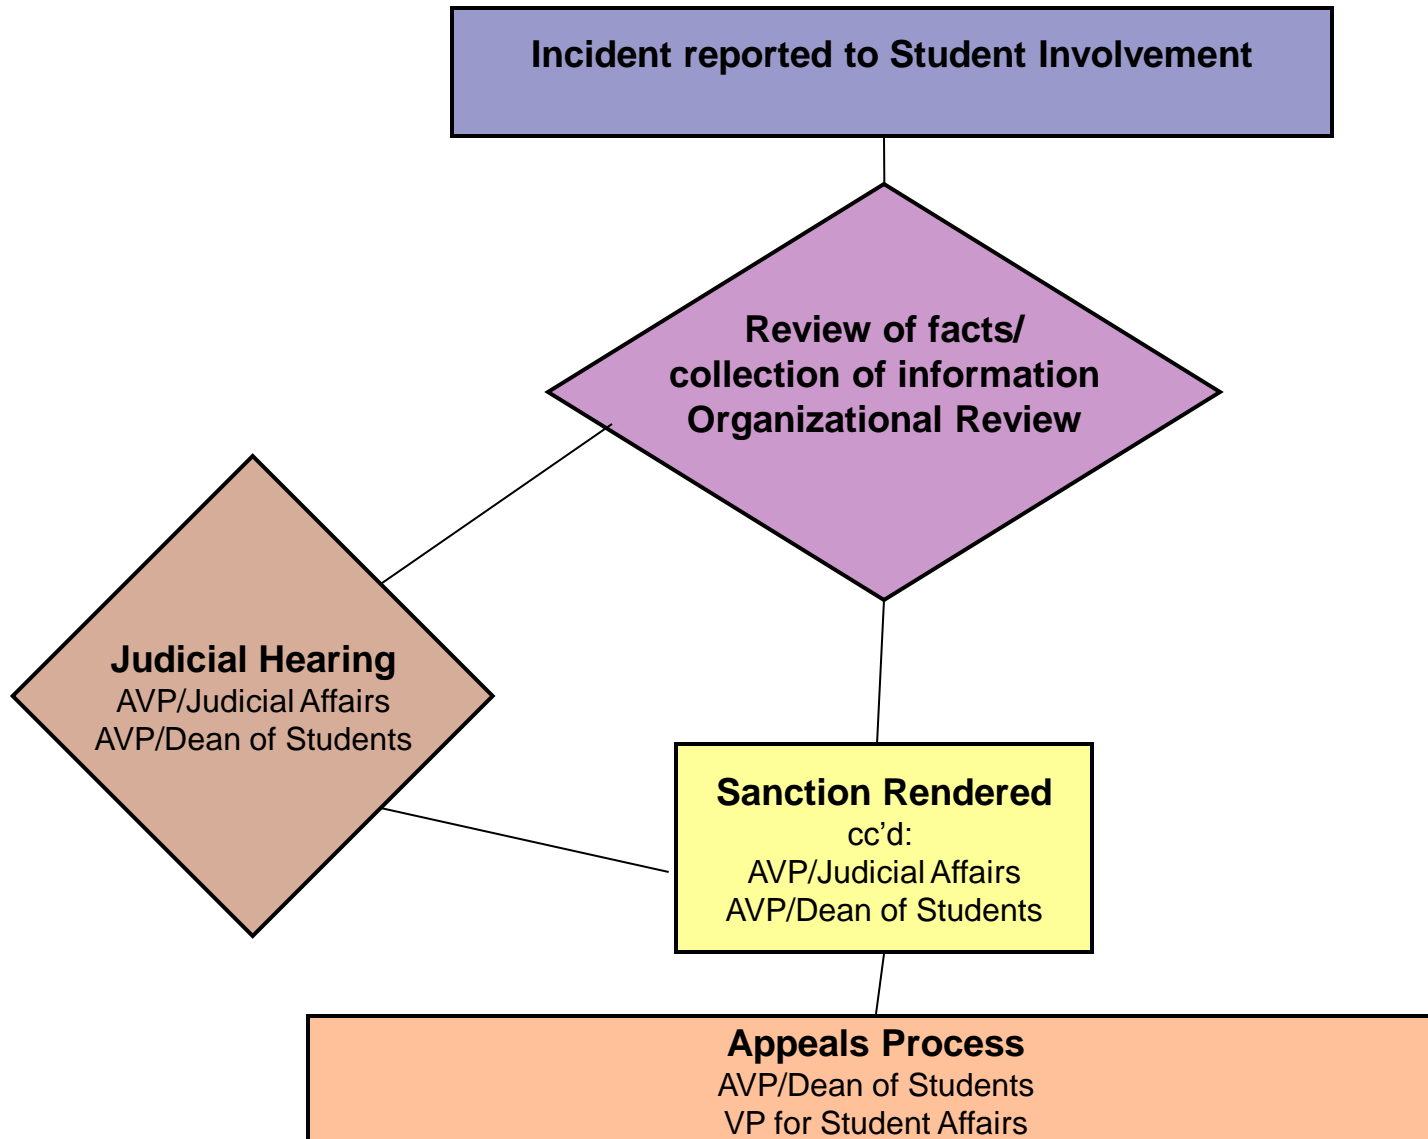 Incident reported to Student Involvement
Review of facts/
collection of information
Organizational Review
Judicial Hearing
AVP/Judicial Affairs
AVP/Dean of Students
Sanction Rendered
cc’d:
AVP/Judicial Affairs
AVP/Dean of Students
Appeals Process
AVP/Dean of Students
VP for Student Affairs